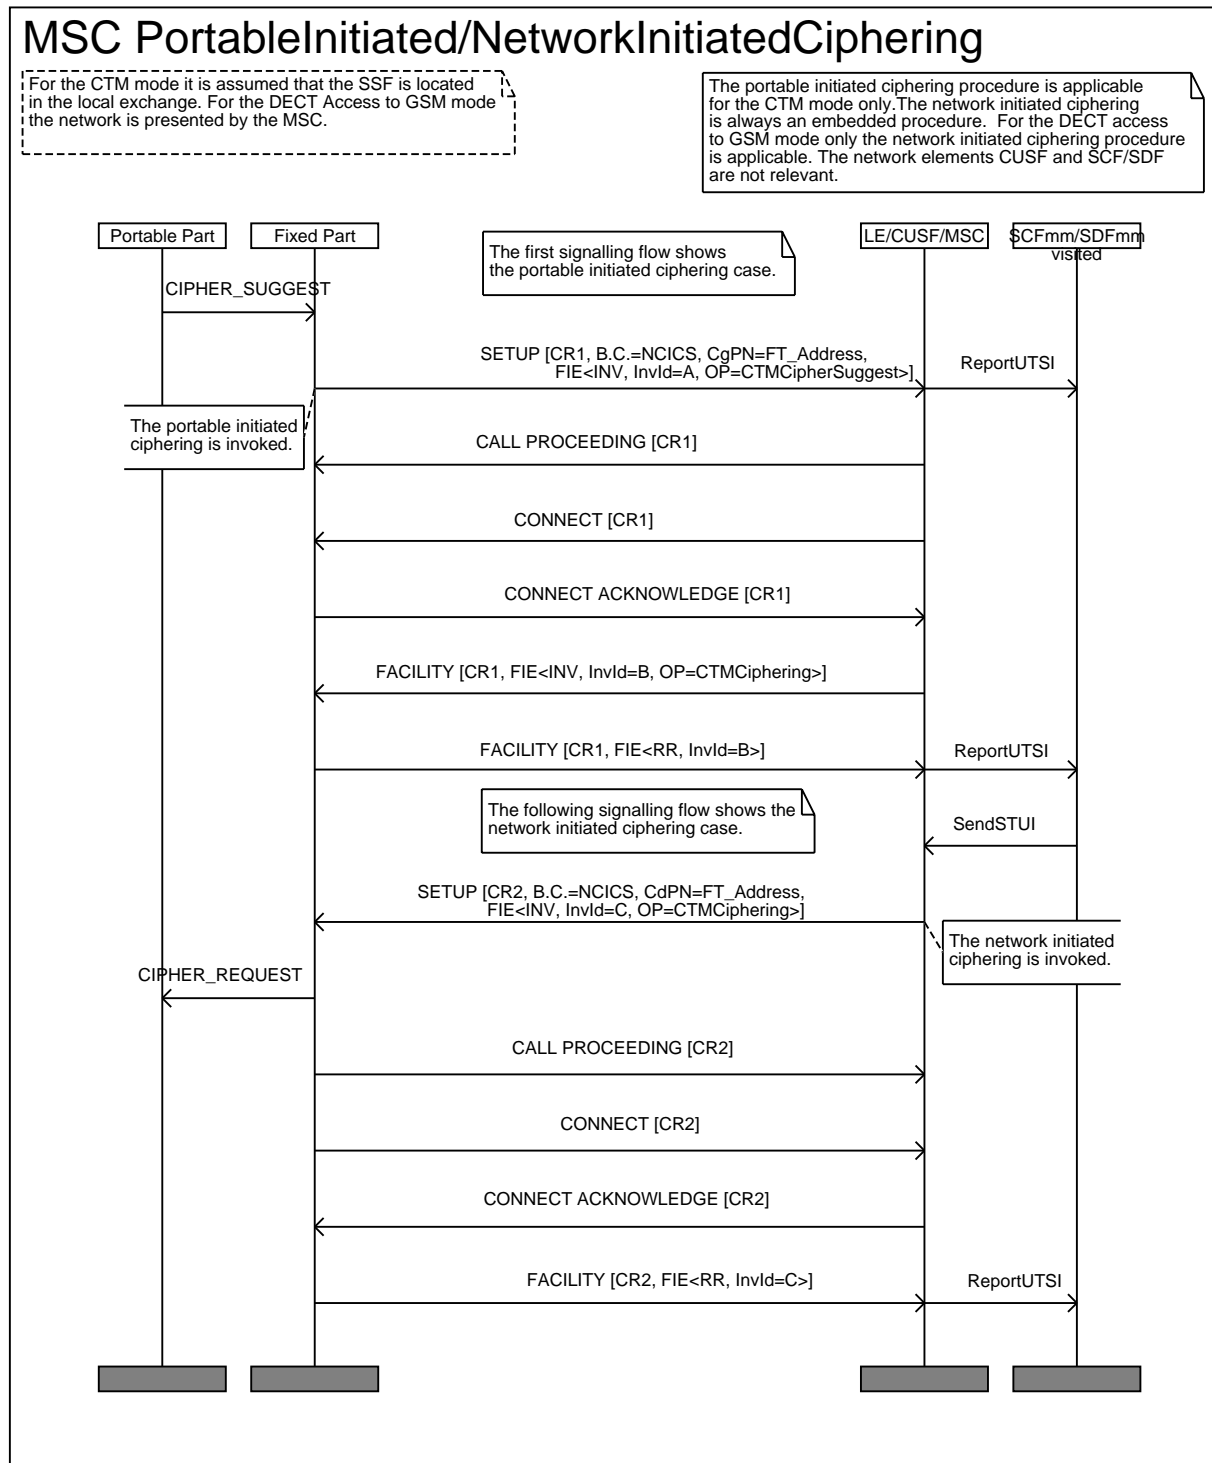 MSC PortableInitiated/NetworkInitiatedCiphering
For the CTM mode it is assumed that the SSF is located
in the local exchange. For the DECT Access to GSM mode
the network is presented by the MSC.
The portable initiated ciphering procedure is applicable
for the CTM mode only.The network initiated ciphering
is always an embedded procedure.  For the DECT access
to GSM mode only the network initiated ciphering procedure
is applicable. The network elements CUSF and SCF/SDF
are not relevant.
Portable Part
Fixed Part
LE/CUSF/MSC
SCFmm/SDFmm
visited
The first signalling flow shows
the portable initiated ciphering case.
CIPHER_SUGGEST
SETUP [CR1, B.C.=NCICS, CgPN=FT_Address,
FIE<INV, InvId=A, OP=CTMCipherSuggest>]
ReportUTSI
The portable initiated
ciphering is invoked.
CALL PROCEEDING [CR1]
CONNECT [CR1]
CONNECT ACKNOWLEDGE [CR1]
FACILITY [CR1, FIE<INV, InvId=B, OP=CTMCiphering>]
FACILITY [CR1, FIE<RR, InvId=B>]
ReportUTSI
The following signalling flow shows the
network initiated ciphering case.
SendSTUI
SETUP [CR2, B.C.=NCICS, CdPN=FT_Address,
FIE<INV, InvId=C, OP=CTMCiphering>]
The network initiated
ciphering is invoked.
CIPHER_REQUEST
CALL PROCEEDING [CR2]
CONNECT [CR2]
CONNECT ACKNOWLEDGE [CR2]
FACILITY [CR2, FIE<RR, InvId=C>]
ReportUTSI